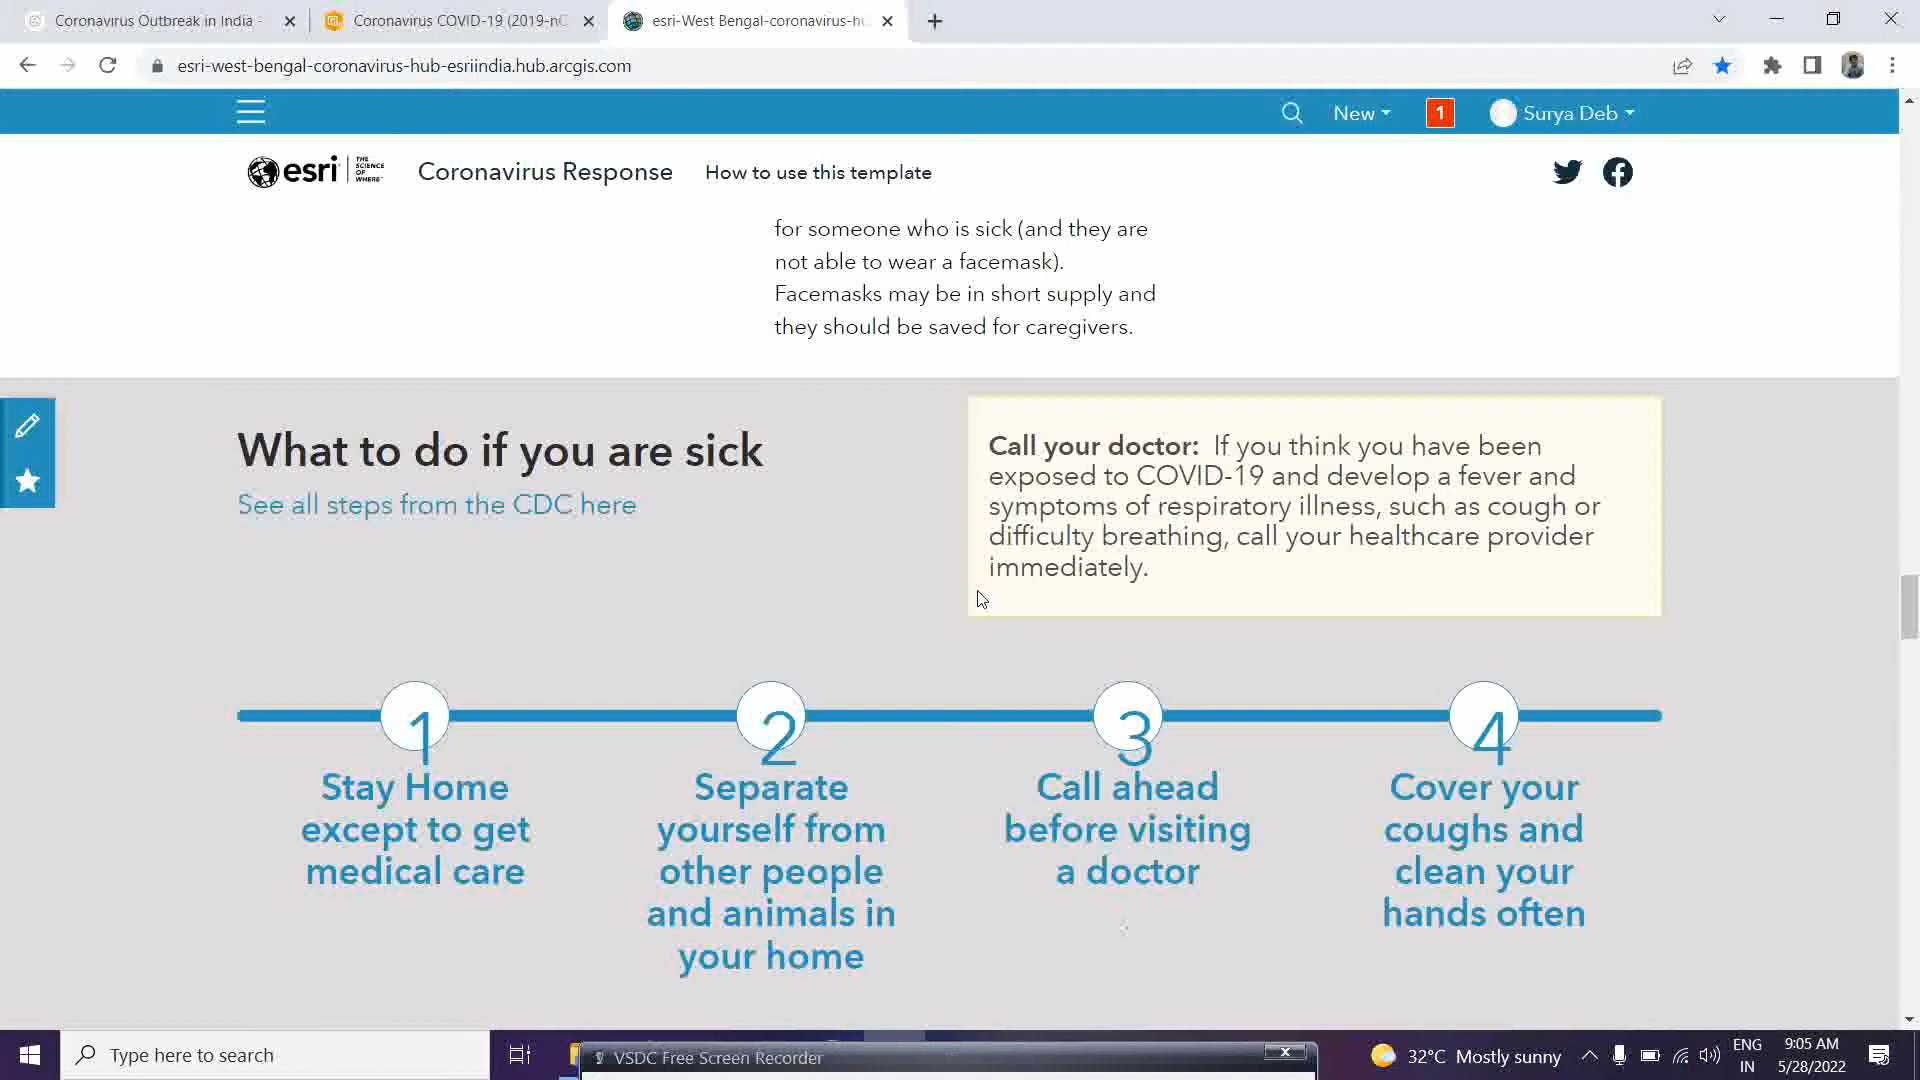 Coronavirus Outbreak in India -
Coronavirus COVID-19 (2019-nC
esri-West Bengal-coronavirus-hu
esri-west-bengal-coronavirus-hub-esriindia.hub.arcgis.com
New
1
Surya Deb
esri
THE
SCIENCE
OF
WHERE
Coronavirus Response
How to use this template
for someone who is sick (and they are
not able to wear a facemask).
Facemasks may be in short supply and
they should be saved for caregivers.
What to do if you are sick
See all steps from the CDC here
Call your doctor: If you think you have been
exposed to COVID-19 and develop a fever and
symptoms of respiratory illness, such as cough or
difficulty breathing, call your healthcare provider
immediately.
1
Stay Home
except to get
medical care
2
Separate
yourself from
other people
and animals in
your home
3
Call ahead
before visiting
a doctor
4
Cover your
coughs and
clean your
hands often
Type here to search
VSDC Free Screen Recorder
32°C Mostly sunny
ENG
IN
9:05 AM
5/28/2022